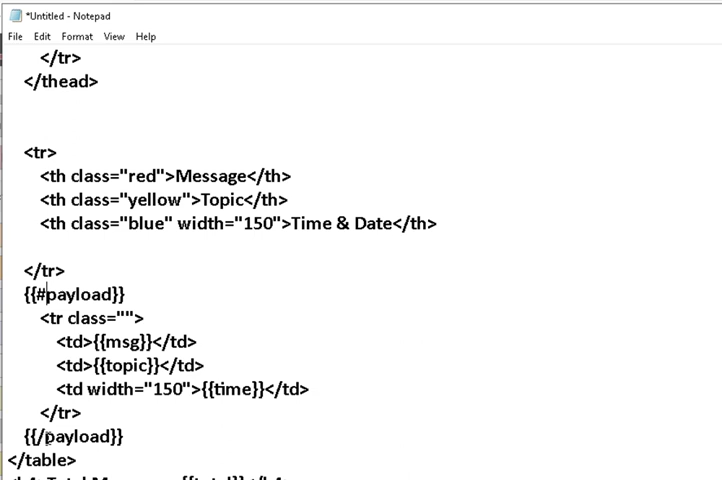 *Untitled - Notepad
File Edit Format View Help
</tr>
</thead>
<tr>
<th class="red">Message</th>
<th class="yellow">Topic</th>
<th class="blue" width="150">Time & Date</th>
</tr>
{{#payload}}
<tr class="">
<td>{{msg}}</td>
<td>{{topic}}</td>
<td width="150">{{time}}</td>
</tr>
{{/payload}}
</table>